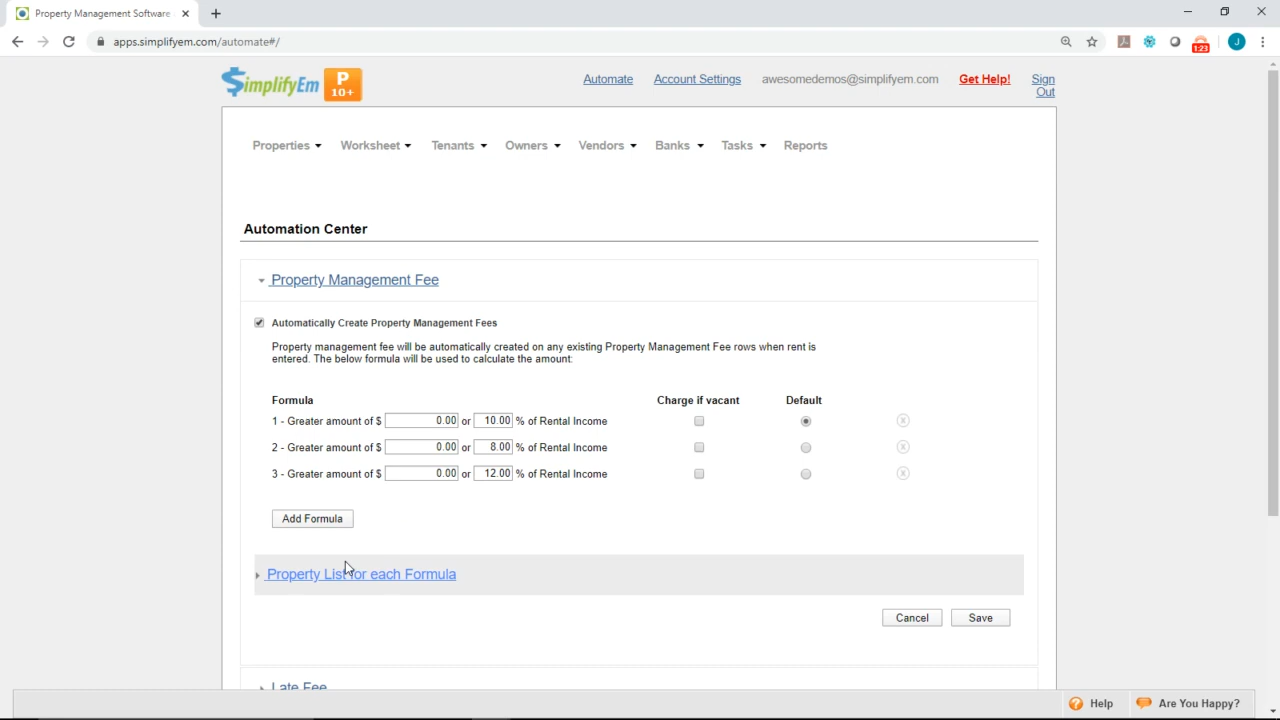 Property Management Software
apps.simplifyem.com/automate#/
1:23
J
$implifyEm P 10+
Automate Account Settings awesomedemos@simplifyem.com Get Help! Sign Out
Properties Worksheet Tenants Owners Vendors Banks Tasks Reports
Automation Center
Property Management Fee
Automatically Create Property Management Fees
Property management fee will be automatically created on any existing Property Management Fee rows when rent is
entered. The below formula will be used to calculate the amount:
Formula Charge if vacant Default
1 - Greater amount of $ 0.00 or 10.00 % of Rental Income
2 - Greater amount of $ 0.00 or 8.00 % of Rental Income
3 - Greater amount of $ 0.00 or 12.00 % of Rental Income
Add Formula
Property List for each Formula
Cancel Save
Late Fee
Help Are You Happy?